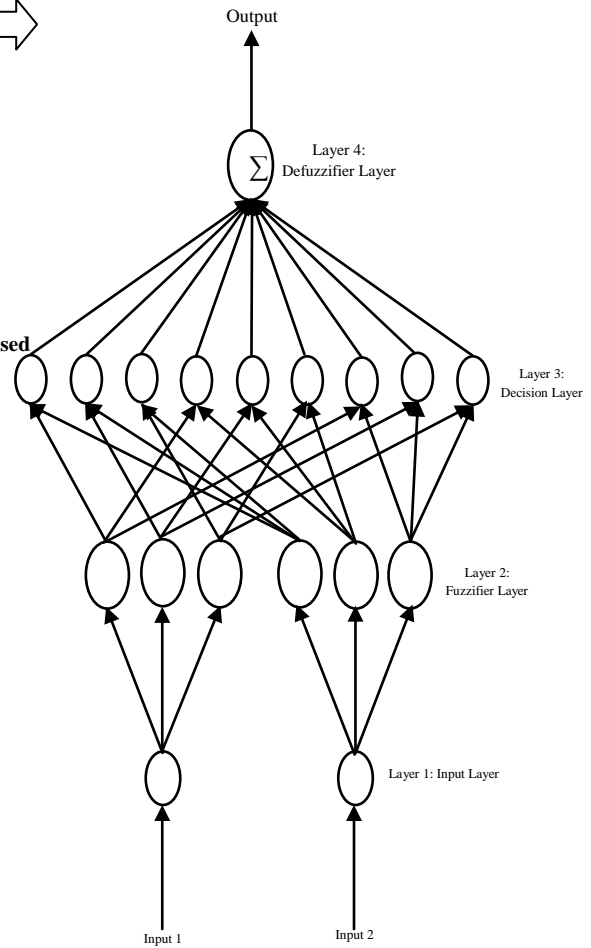 Output
∑
Layer 4:
Defuzzifier Layer
sed
Layer 3:
Decision Layer
Layer 2:
Fuzzifier Layer
Layer 1: Input Layer
Input 1
Input 2